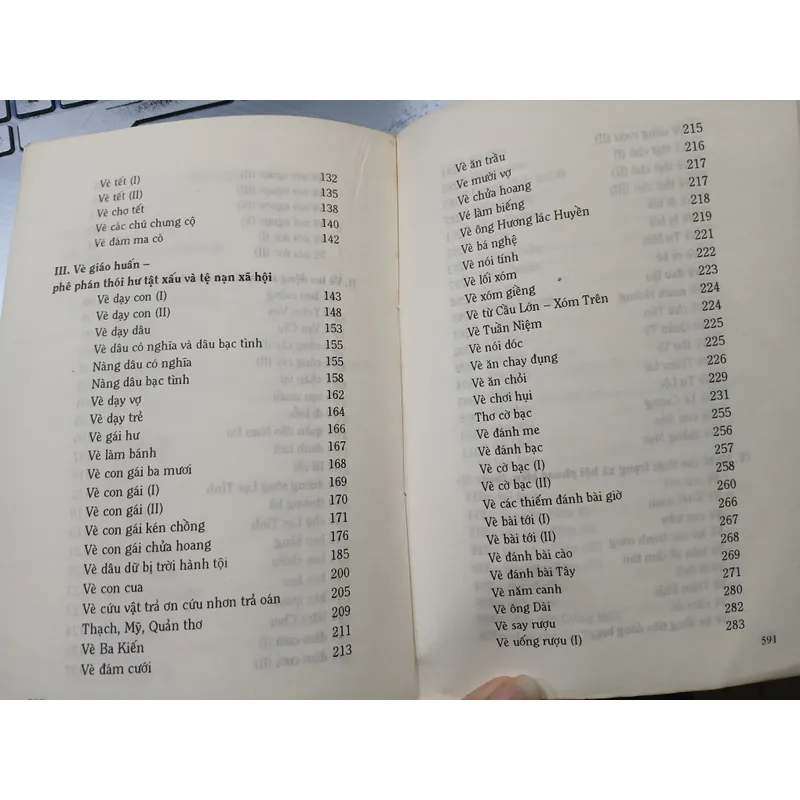 Vè tết (I) 132
Vè tết (II) 135
Vè chợ tết 138
Vè các chú chưng cộ 140
Vè đám ma cò 142
III. Vè giáo huấn –
phê phán thói hư tật xấu và tệ nạn xã hội
Vè dạy con (I) 143
Vè dạy con (II) 148
Vè dạy dâu 153
Vè dâu có nghĩa và dâu bạc tình 155
Nàng dâu có nghĩa 155
Nàng dâu bạc tình 158
Vè dạy vợ 162
Vè dạy trẻ 164
Vè gái hư 166
Vè làm bánh 167
Vè con gái ba mươi 168
Vè con gái (I) 169
Vè con gái (II) 170
Vè con gái kén chồng 171
Vè con gái chửa hoang 176
Vè dâu dữ bị trời hành tội 185
Vè con cua 200
Vè cứu vật trả ơn cứu nhơn trả oán 205
Thạch, Mỹ, Quản thơ 209
Vè Ba Kiến 211
Vè đám cưới 213
Vè ăn trầu 215
Ve mười vợ 216
Vè chửa hoang 217
Vé làm biếng 217
Vè ông Hương lác Huyền 218
Vè bá nghệ 219
Vè nói tính 221
Vè lối xóm 222
Vè xóm giềng 223
Vè từ Cầu Lớn – Xóm Trên 224
Vè Tuần Niệm 224
Vè nói dóc 225
Vè ăn chay đụng 225
Vè ăn chỏi 226
Vè chơi hụi 229
Thơ cờ bạc 231
Vè đánh me 255
Vè đánh bạc 256
Vè cờ bạc (I) 257
Vè cờ bạc (II) 258
Vè các thiếm đánh bài giờ 260
Vè bài tới (I) 266
Vè bài tới (II) 267
Vè đánh bài cào 268
Vè đánh bài Tây 269
Vè năm canh 271
Vè ông Dài 280
Vè say rượu 282
Vè uống rượu (I) 283
591